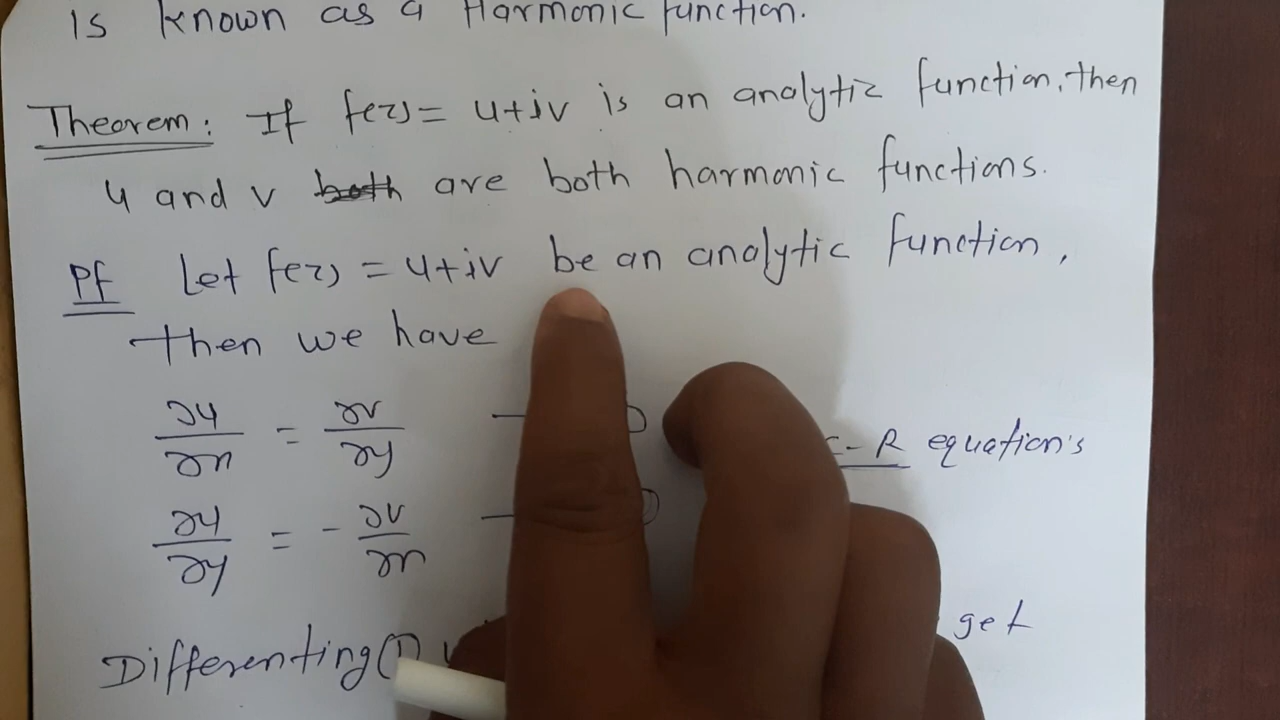 is known as a Harmonic function.
Theorem: If f(z) = u+iv is an analytic function, then
u and v both are both harmonic functions.
Pf Let f(z) = u+iv be an analytic function,
then we have
∂u/∂x = ∂v/∂y — C-R equation's
∂u/∂y = - ∂v/∂x —
Differenting (1) get